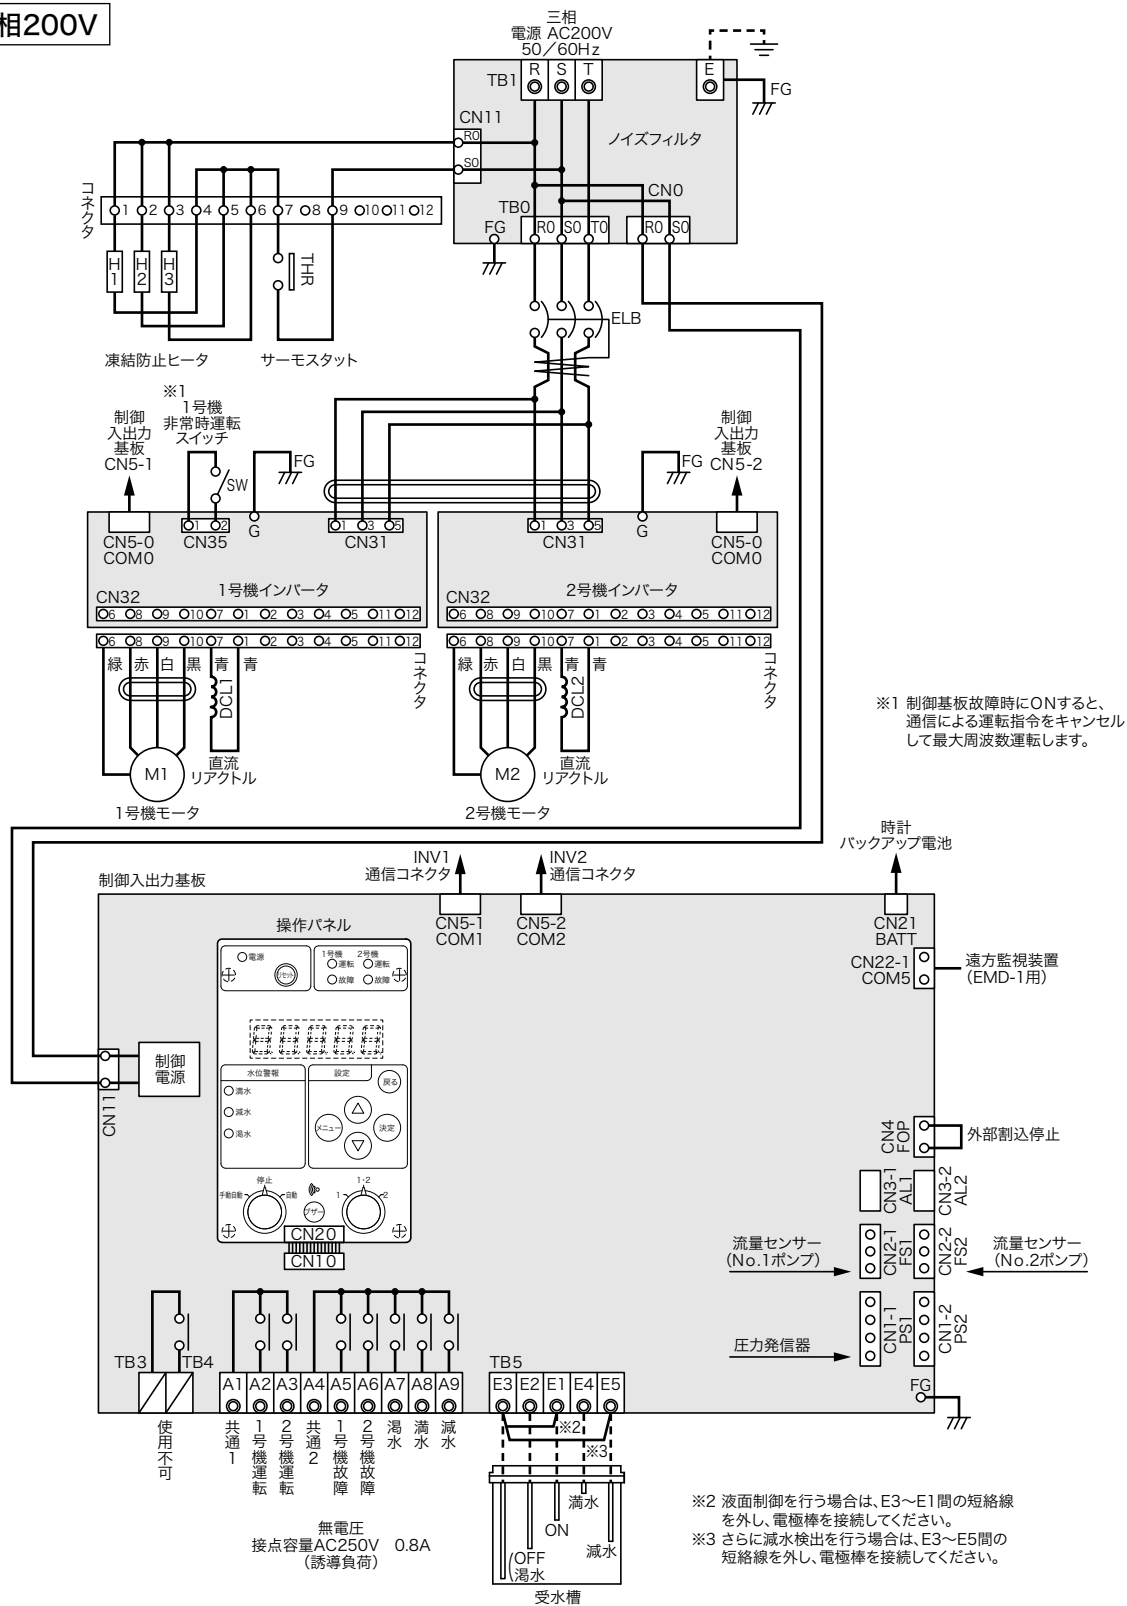 相200V
三相
電源 AC200V
50／60Hz
TB1
R
S
T
E
FG
CN11
R0
S0
ノイズフィルタ
CN0
TB0
FG
R0
S0
T0
R0
S0
コネクタ
1
2
3
4
5
6
7
8
9
10
11
12
H1
H2
H3
THR
ELB
凍結防止ヒータ
サーモスタット
※1
1号機
非常時運転
スイッチ
制御
入出力
基板
CN5-1
SW
FG
FG
制御
入出力
基板
CN5-2
CN5-0
COM0
1
2
CN35
G
1
3
5
CN31
1
3
5
CN31
G
CN5-0
COM0
1号機インバータ
2号機インバータ
CN32
6
8
9
10
7
1
2
3
4
5
11
12
CN32
6
8
9
10
7
1
2
3
4
5
11
12
6
8
9
10
7
1
2
3
4
5
11
12
6
8
9
10
7
1
2
3
4
5
11
12
緑
赤
白
黒
青
青
コネクタ
緑
赤
白
黒
青
青
コネクタ
DCL1
DCL2
M1
直流
リアクトル
M2
直流
リアクトル
1号機モータ
2号機モータ
※1 制御基板故障時にONすると、
通信による運転指令をキャンセル
して最大周波数運転します。
制御入出力基板
INV1
通信コネクタ
INV2
通信コネクタ
時計
バックアップ電池
CN5-1
COM1
CN5-2
COM2
CN21
BATT
CN22-1
COM5
遠方監視装置
（EMD-1用）
操作パネル
電源
リセット
1号機
2号機
運転
運転
故障
故障
8.8.8.8.8.
水位警報
設定
満水
減水
渇水
戻る
メニュー
決定
停止
手動自動
自動
ブザー
1・2
1
2
CN20
CN10
制御
電源
CN11
CN4
FOP
外部割込停止
CN3-1
AL1
CN3-2
AL2
流量センサー
（No.1ポンプ）
CN2-1
FS1
CN2-2
FS2
流量センサー
（No.2ポンプ）
圧力発信器
CN1-1
PS1
CN1-2
PS2
FG
TB3
TB4
A1
A2
A3
A4
A5
A6
A7
A8
A9
TB5
E3
E2
E1
E4
E5
使用不可
共通1
1号機運転
2号機運転
共通2
1号機故障
2号機故障
渇水
満水
減水
※2
※3
無電圧
接点容量AC250V 0.8A
（誘導負荷）
満水
ON
減水
(OFF
渇水
受水槽
※2 液面制御を行う場合は、E3〜E1間の短絡線
を外し、電極棒を接続してください。
※3 さらに減水検出を行う場合は、E3〜E5間の
短絡線を外し、電極棒を接続してください。